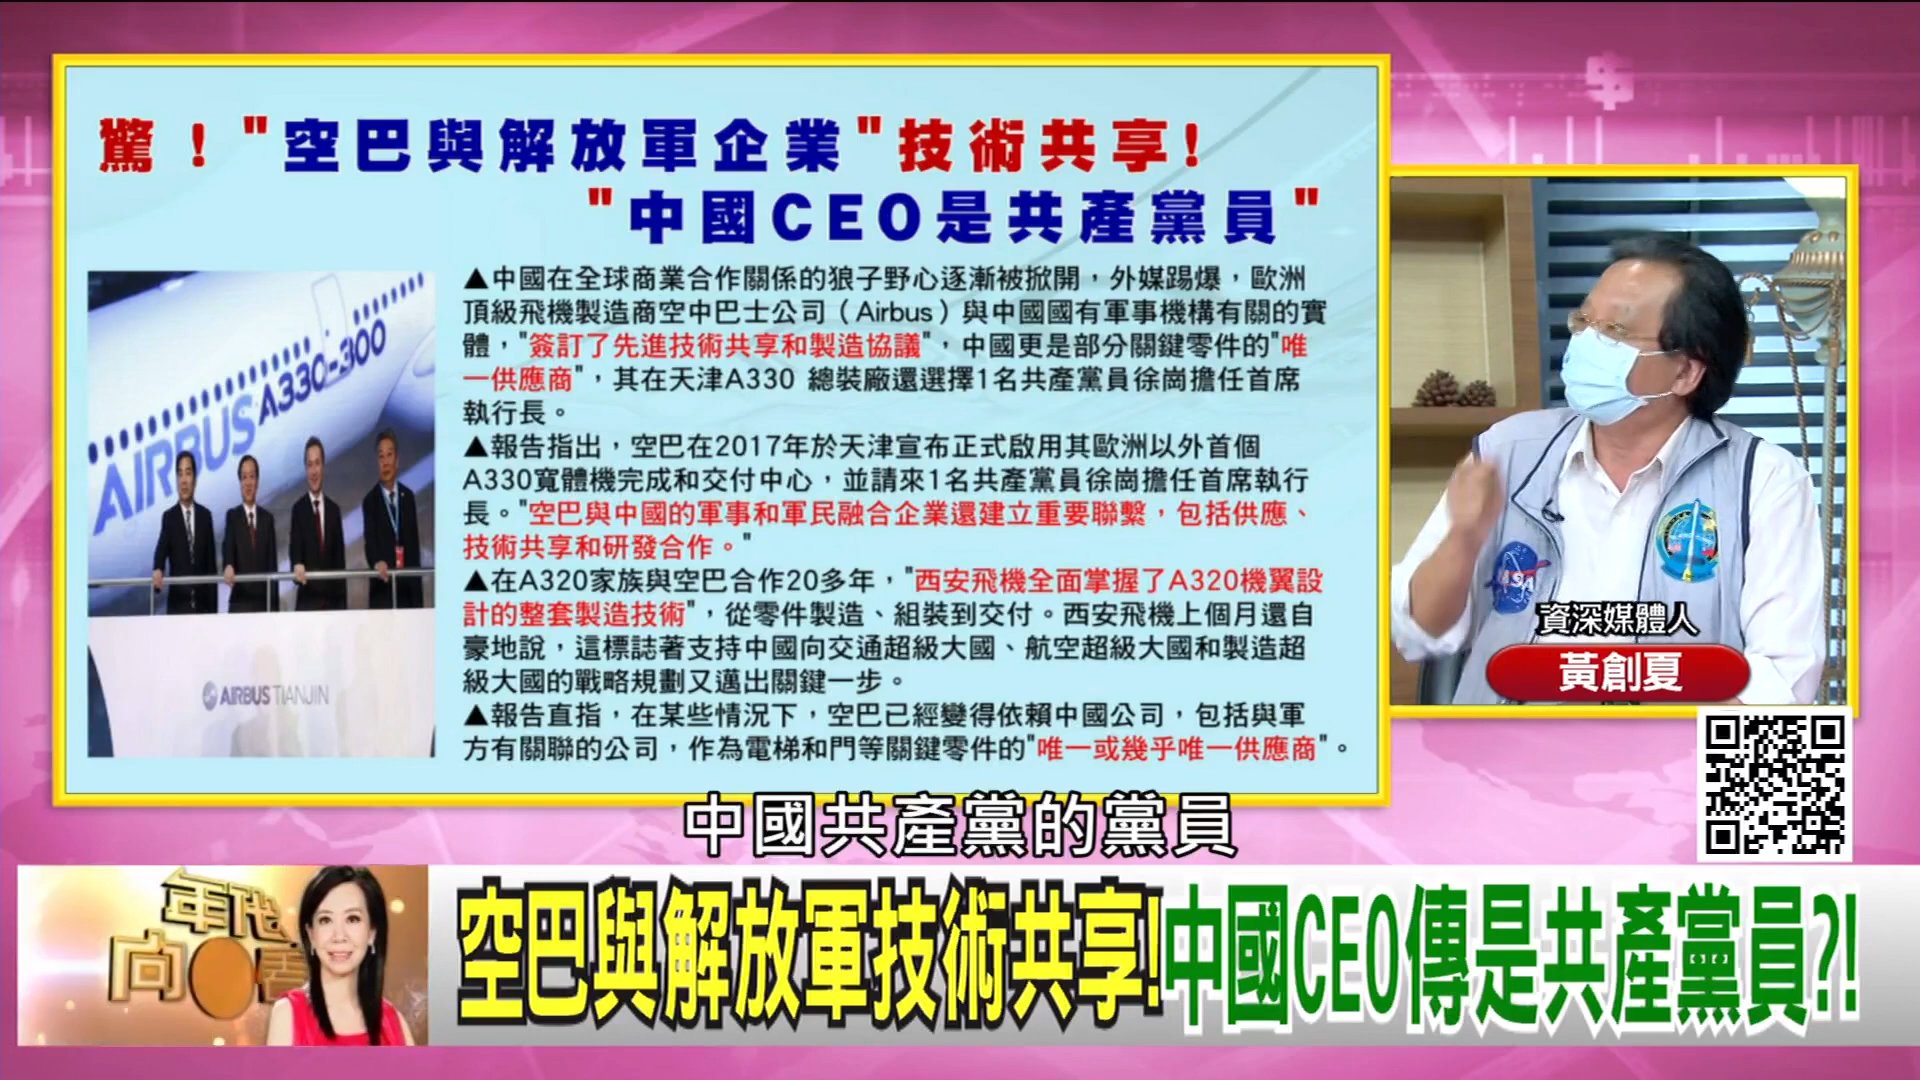 驚！"空巴與解放軍企業"技術共享！
"中國CEO是共產黨員"
▲中國在全球商業合作關係的狼子野心逐漸被掀開，外媒踢爆，歐洲
頂級飛機製造商空中巴士公司（Airbus）與中國國有軍事機構有關的實
體，"簽訂了先進技術共享和製造協議"，中國更是部分關鍵零件的"唯
一供應商"，其在天津A330 總裝廠還選擇1名共產黨員徐崗擔任首席
執行長。
▲報告指出，空巴在2017年於天津宣布正式啟用其歐洲以外首個
A330寬體機完成和交付中心，並請來1名共產黨員徐崗擔任首席執行
長。"空巴與中國的軍事和軍民融合企業還建立重要聯繫，包括供應、
技術共享和研發合作。"
▲在A320家族與空巴合作20多年，"西安飛機全面掌握了A320機翼設
計的整套製造技術"，從零件製造、組裝到交付。西安飛機上個月還自
豪地說，這標誌著支持中國向交通超級大國、航空超級大國和製造超
級大國的戰略規劃又邁出關鍵一步。
▲報告直指，在某些情況下，空巴已經變得依賴中國公司，包括與軍
方有關聯的公司，作為電梯和門等關鍵零件的"唯一或幾乎唯一供應商"。
AIRBUS A330-300
AIRBUS TIANJIN
資深媒體人
黃創夏
中國共產黨的黨員
年代
向
空巴與解放軍技術共享!中國CEO傳是共產黨員?!